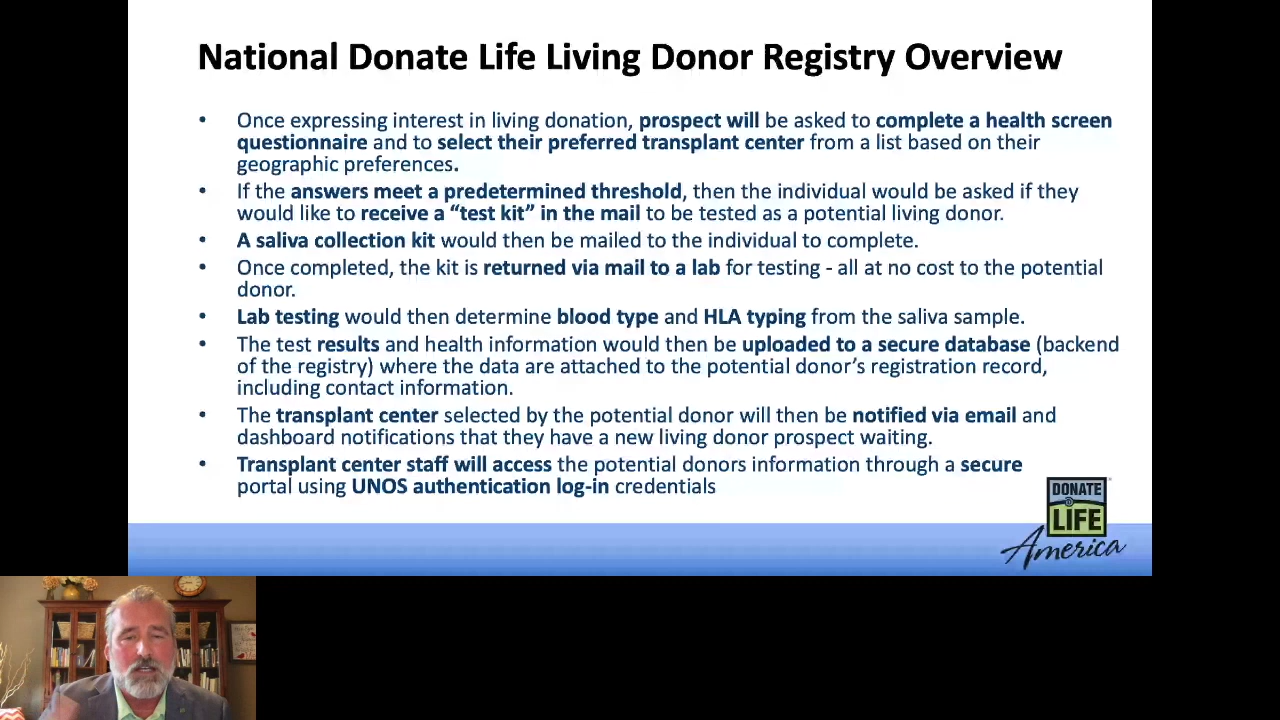 National Donate Life Living Donor Registry Overview
• Once expressing interest in living donation, prospect will be asked to complete a health screen
questionnaire and to select their preferred transplant center from a list based on their
geographic preferences.
• If the answers meet a predetermined threshold, then the individual would be asked if they
would like to receive a “test kit” in the mail to be tested as a potential living donor.
• A saliva collection kit would then be mailed to the individual to complete.
• Once completed, the kit is returned via mail to a lab for testing - all at no cost to the potential
donor.
• Lab testing would then determine blood type and HLA typing from the saliva sample.
• The test results and health information would then be uploaded to a secure database (backend
of the registry) where the data are attached to the potential donor’s registration record,
including contact information.
• The transplant center selected by the potential donor will then be notified via email and
dashboard notifications that they have a new living donor prospect waiting.
• Transplant center staff will access the potential donors information through a secure
portal using UNOS authentication log-in credentials
DONATE
LIFE
America